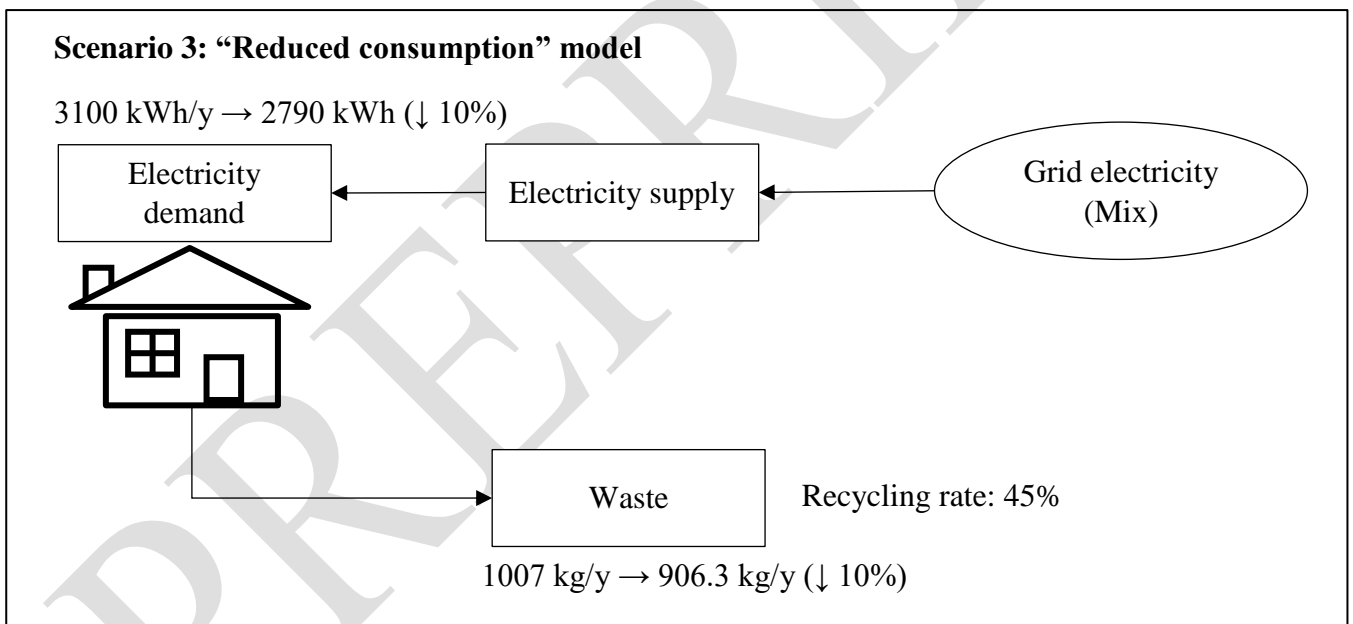 Scenario 3: “Reduced consumption” model
3100 kWh/y → 2790 kWh (↓ 10%)
Electricity
demand
Electricity supply
Grid electricity
(Mix)
Waste
Recycling rate: 45%
1007 kg/y → 906.3 kg/y (↓ 10%)
PREPRI